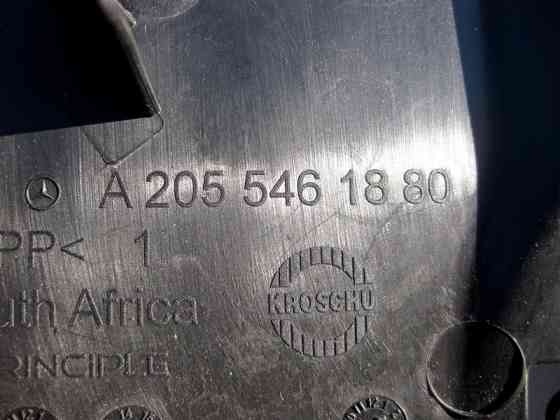 A 205 546 18 80
PP< 1
uth Africa
KROSCHU
RINCIPLE